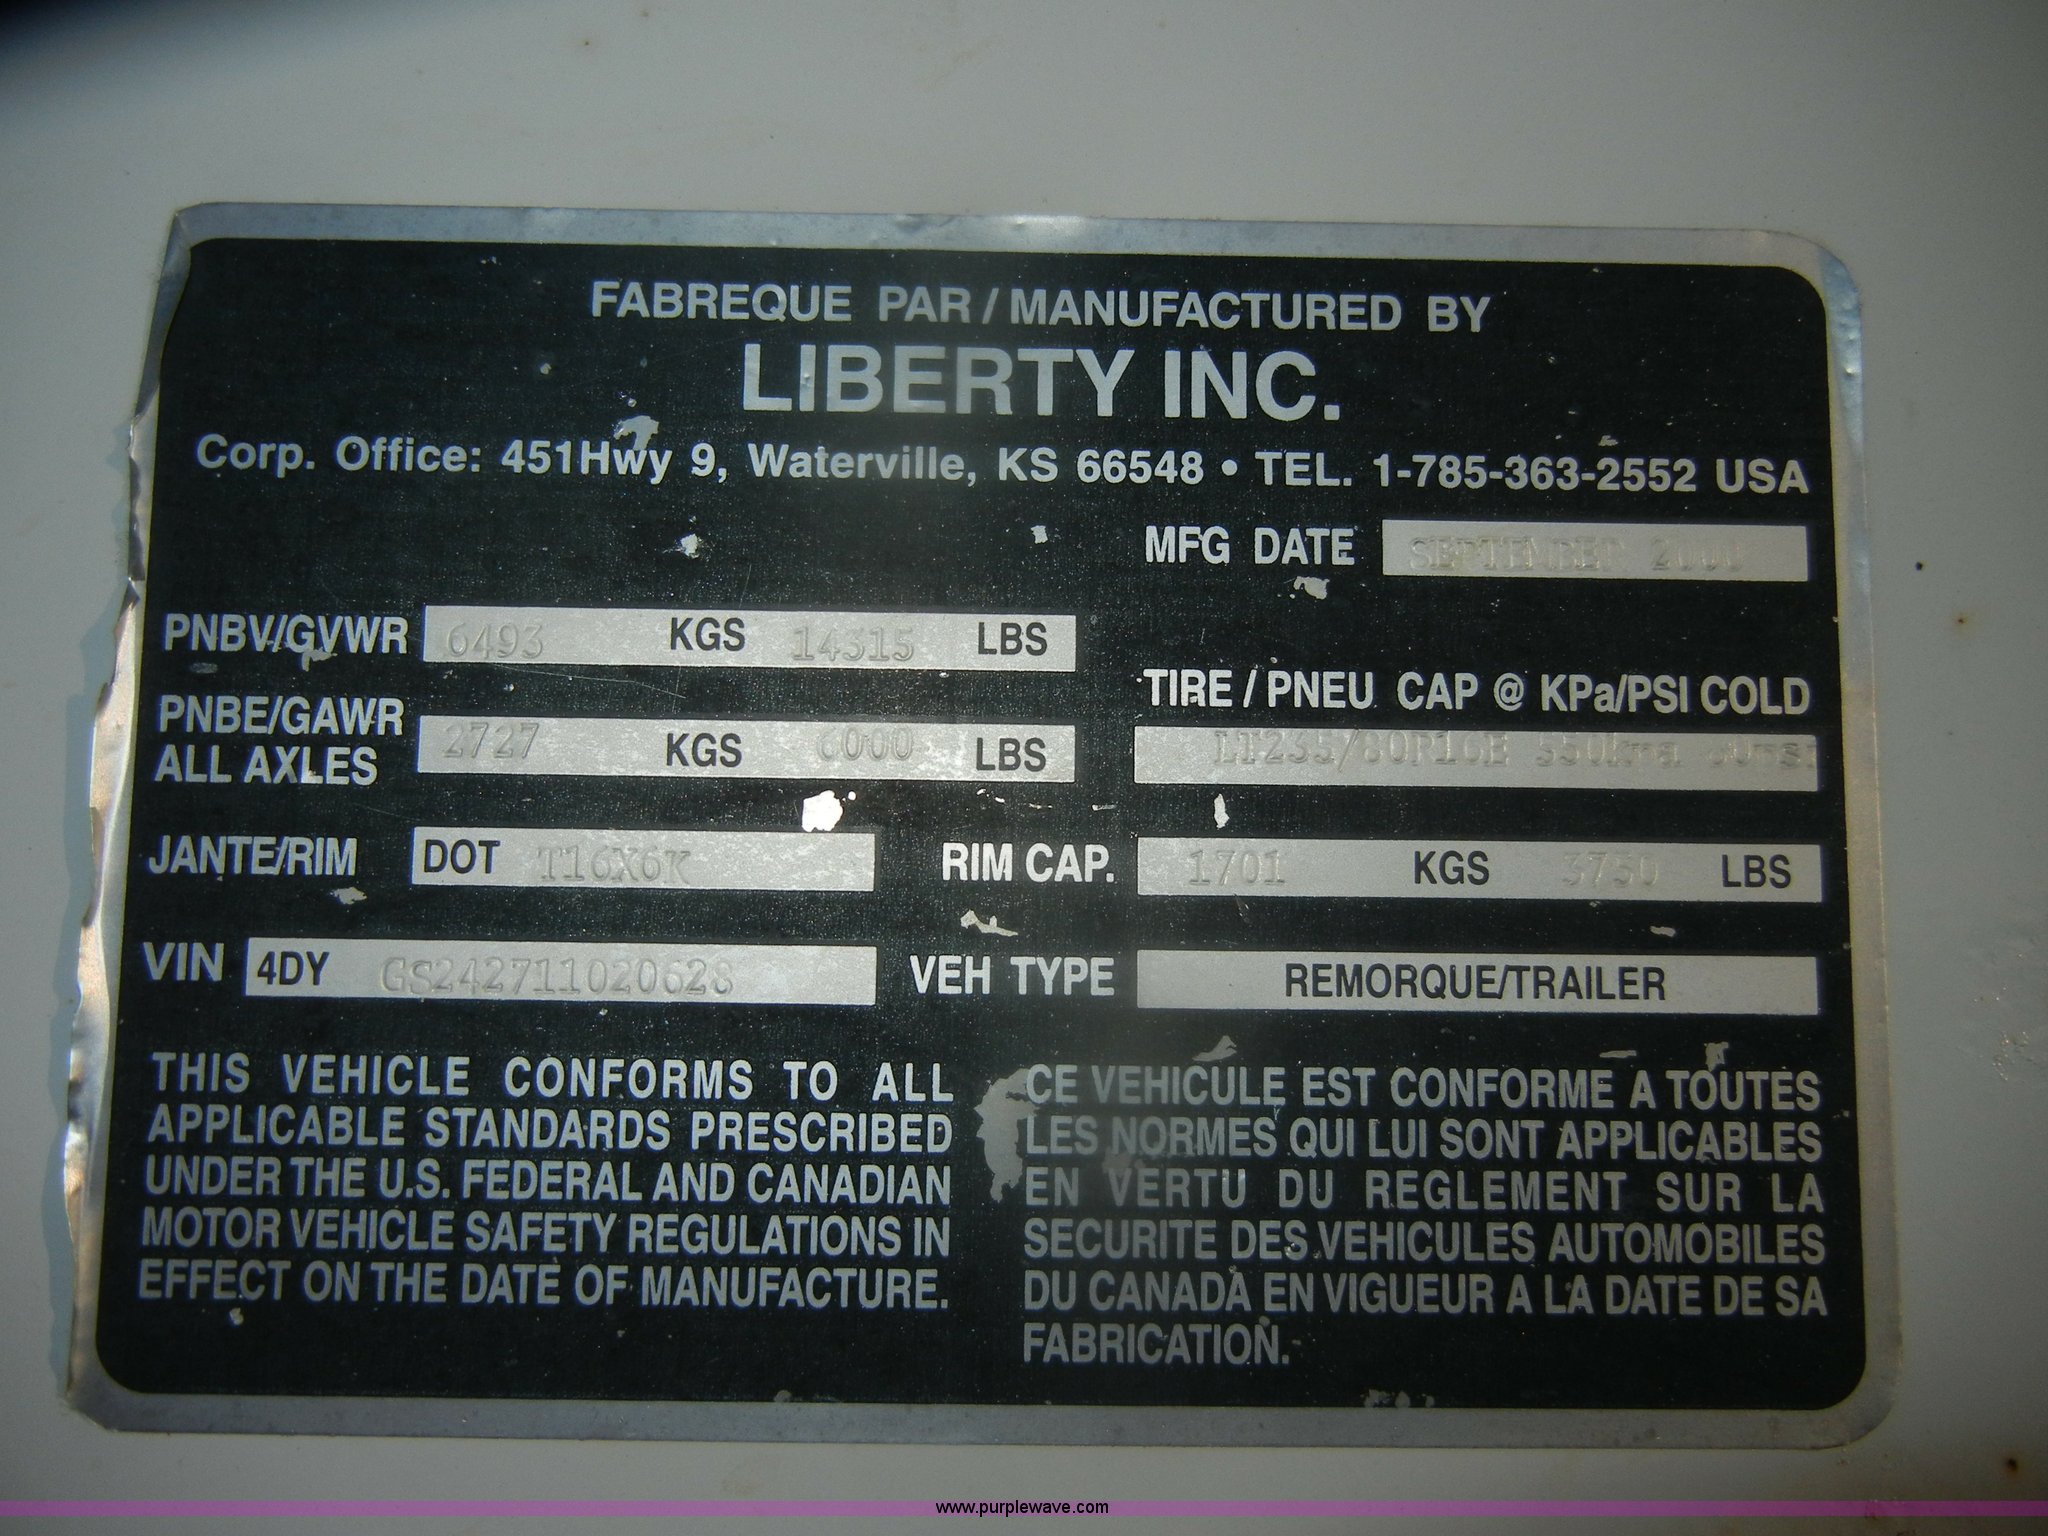 FABREQUE PAR / MANUFACTURED BY
LIBERTY INC.
Corp. Office: 451Hwy 9, Waterville, KS 66548 • TEL. 1-785-363-2552 USA
MFG DATE SEPTEMBER 2000
PNBV/GVWR 6493 KGS 14315 LBS
TIRE / PNEU CAP @ KPa/PSI COLD
PNBE/GAWR
ALL AXLES 2727 KGS 6000 LBS
JANTE/RIM DOT T16X6K RIM CAP. 1701 KGS 3750 LBS
VIN 4DY GS242711020628 VEH TYPE REMORQUE/TRAILER
THIS VEHICLE CONFORMS TO ALL
APPLICABLE STANDARDS PRESCRIBED
UNDER THE U.S. FEDERAL AND CANADIAN
MOTOR VEHICLE SAFETY REGULATIONS IN
EFFECT ON THE DATE OF MANUFACTURE.
CE VEHICULE EST CONFORME A TOUTES
LES NORMES QUI LUI SONT APPLICABLES
EN VERTU DU REGLEMENT SUR LA
SECURITE DES VEHICULES AUTOMOBILES
DU CANADA EN VIGUEUR A LA DATE DE SA
FABRICATION.
www.purplewave.com